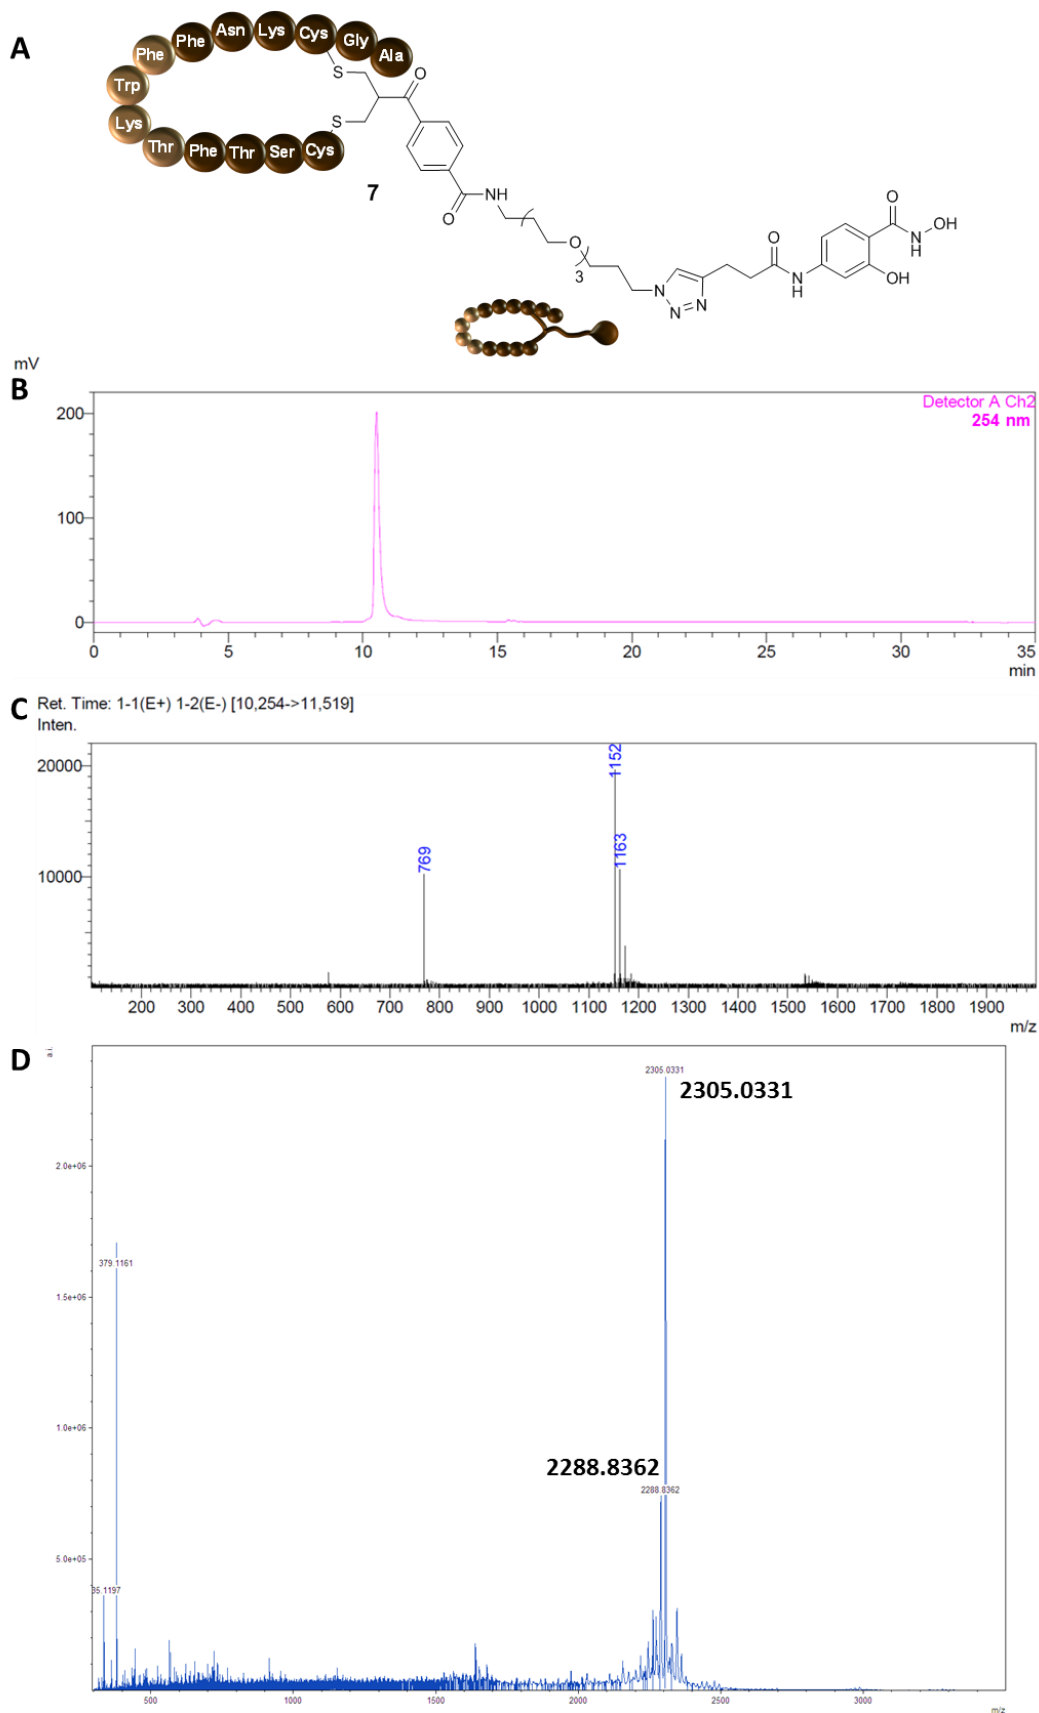 A
Phe Phe Asn Lys Cys Gly Ala
Trp
Lys
Thr Phe Thr Ser Cys
S
S
O
7
O
NH
O
3
N
N=N
O
N
H
O
N
H
OH
OH
mV
B
Detector A Ch2
254 nm
200
100
0
0 5 10 15 20 25 30 35
min
C
Ret. Time: 1-1(E+) 1-2(E-) [10,254->11,519]
Inten.
20000
10000
769
1152
1163
200 300 400 500 600 700 800 900 1000 1100 1200 1300 1400 1500 1600 1700 1800 1900
m/z
D
a.i.
2305.0331
2305.0331
2.0e+06
379.1161
1.5e+06
1.0e+06
2288.8362
2288.8362
5.0e+05
35.1197
500 1000 1500 2000 2500 3000
m/z